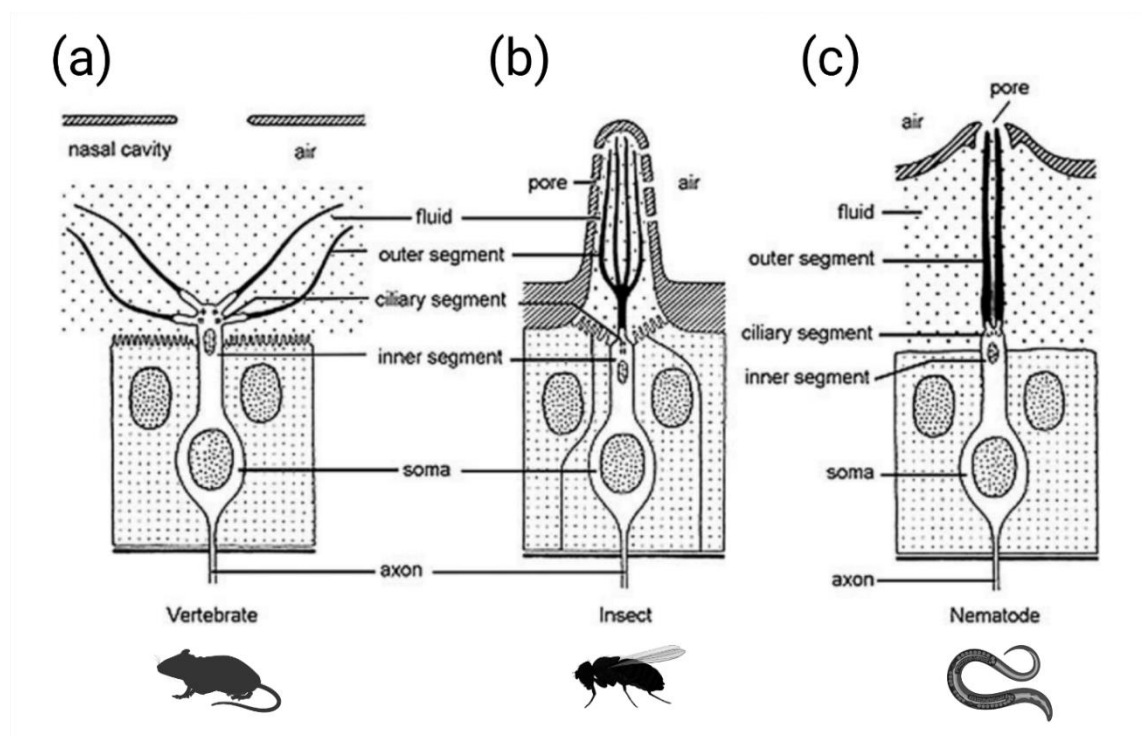 (a)
(b)
(c)
nasal cavity
air
pore
air
air
pore
fluid
outer segment
ciliary segment
inner segment
soma
axon
fluid
outer segment
ciliary segment
inner segment
soma
axon
Vertebrate
Insect
Nematode